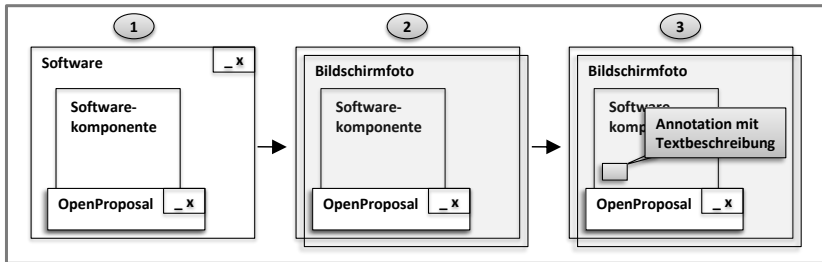 1
2
3
Software
_ x
Software-
komponente
OpenProposal
_ x
Bildschirmfoto
Software-
komponente
OpenProposal
_ x
Bildschirmfoto
Software-
komp
Annotation mit
Textbeschreibung
OpenProposal
_ x